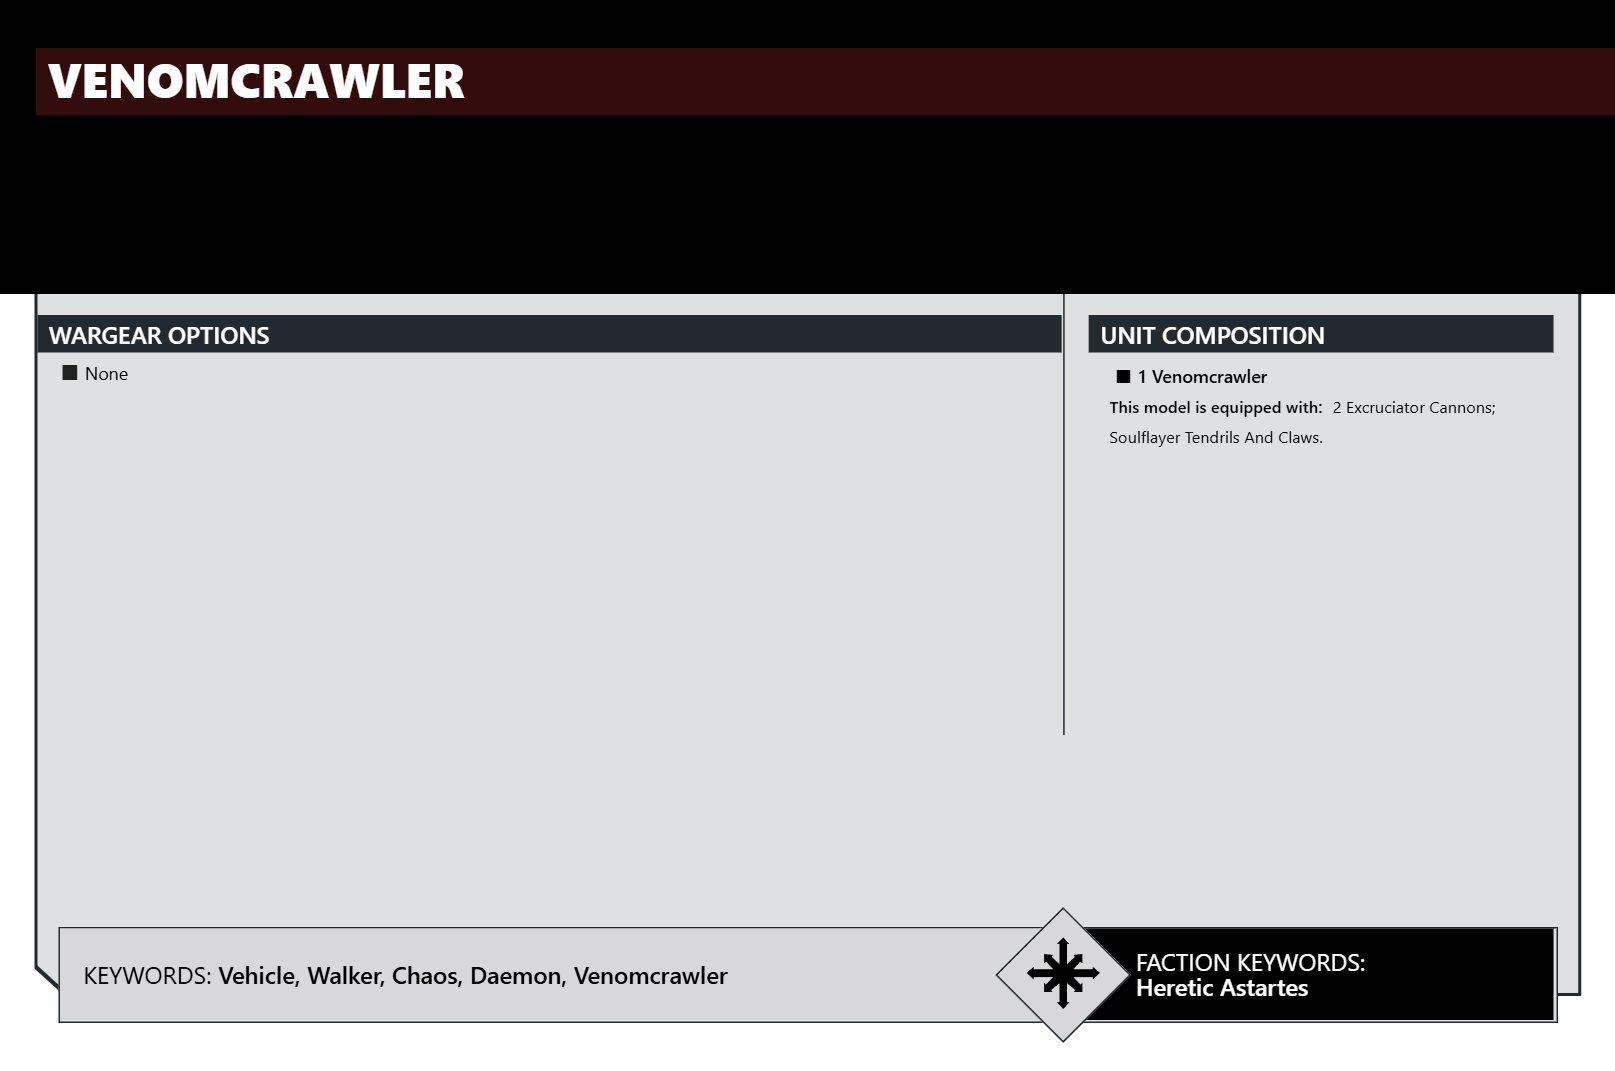 VENOMCRAWLER
WARGEAR OPTIONS
None
UNIT COMPOSITION
1 Venomcrawler
This model is equipped with: 2 Excruciator Cannons;
Soulflayer Tendrils And Claws.
KEYWORDS: Vehicle, Walker, Chaos, Daemon, Venomcrawler
FACTION KEYWORDS:
Heretic Astartes